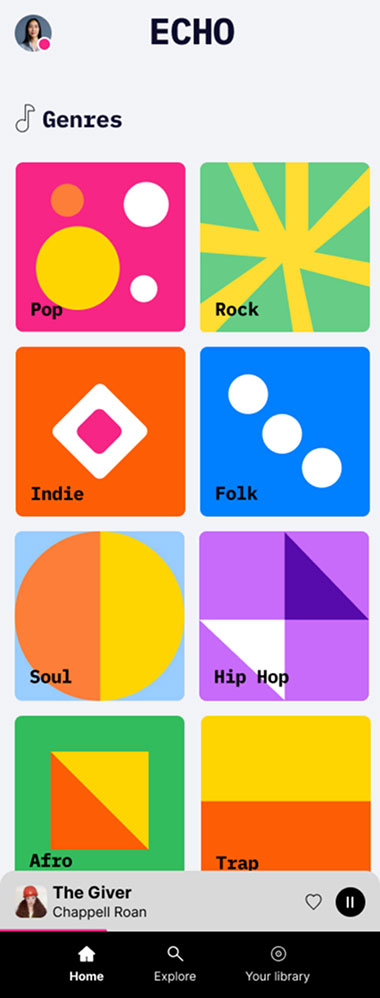 ECHO
Genres
Pop
Rock
Indie
Folk
Soul
Hip Hop
Afro
Trap
The Giver
Chappell Roan
Home
Explore
Your library